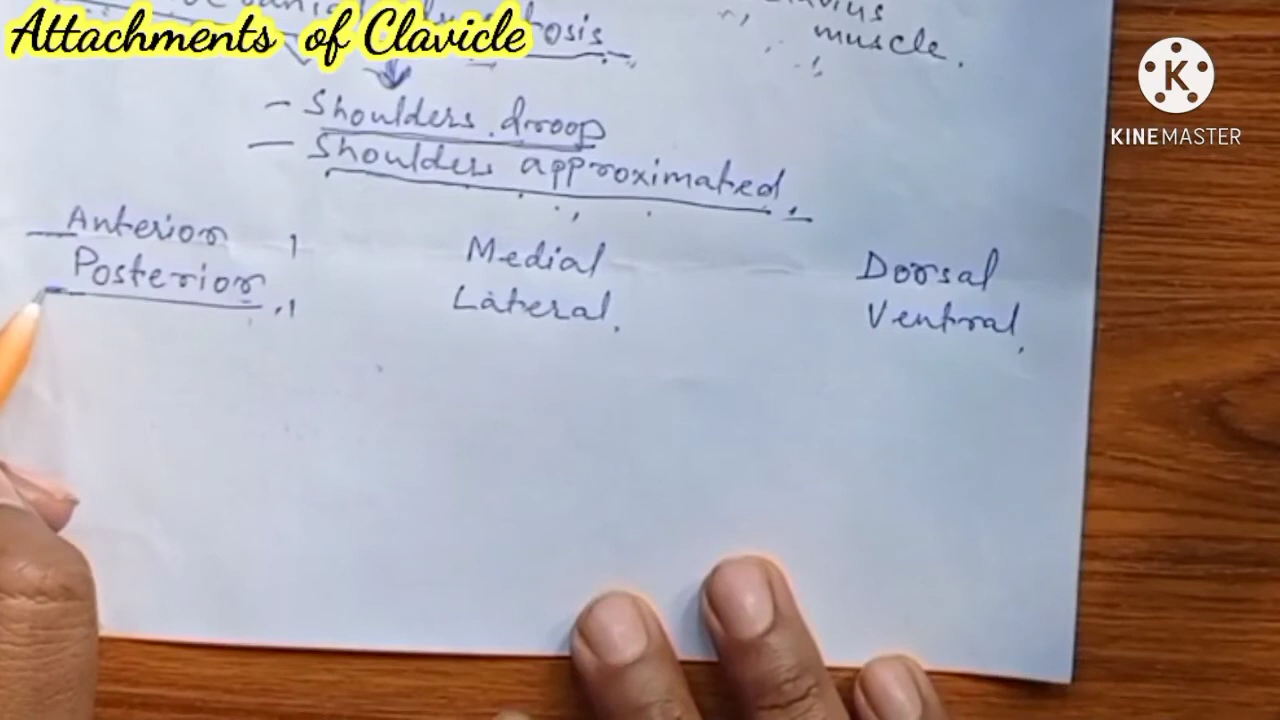 Attachments of Clavicle
muscle.
- Shoulders droop
- Shoulders approximated.
Anterior, Medial Dorsal
Posterior, Lateral. Ventral.
KINEMASTER